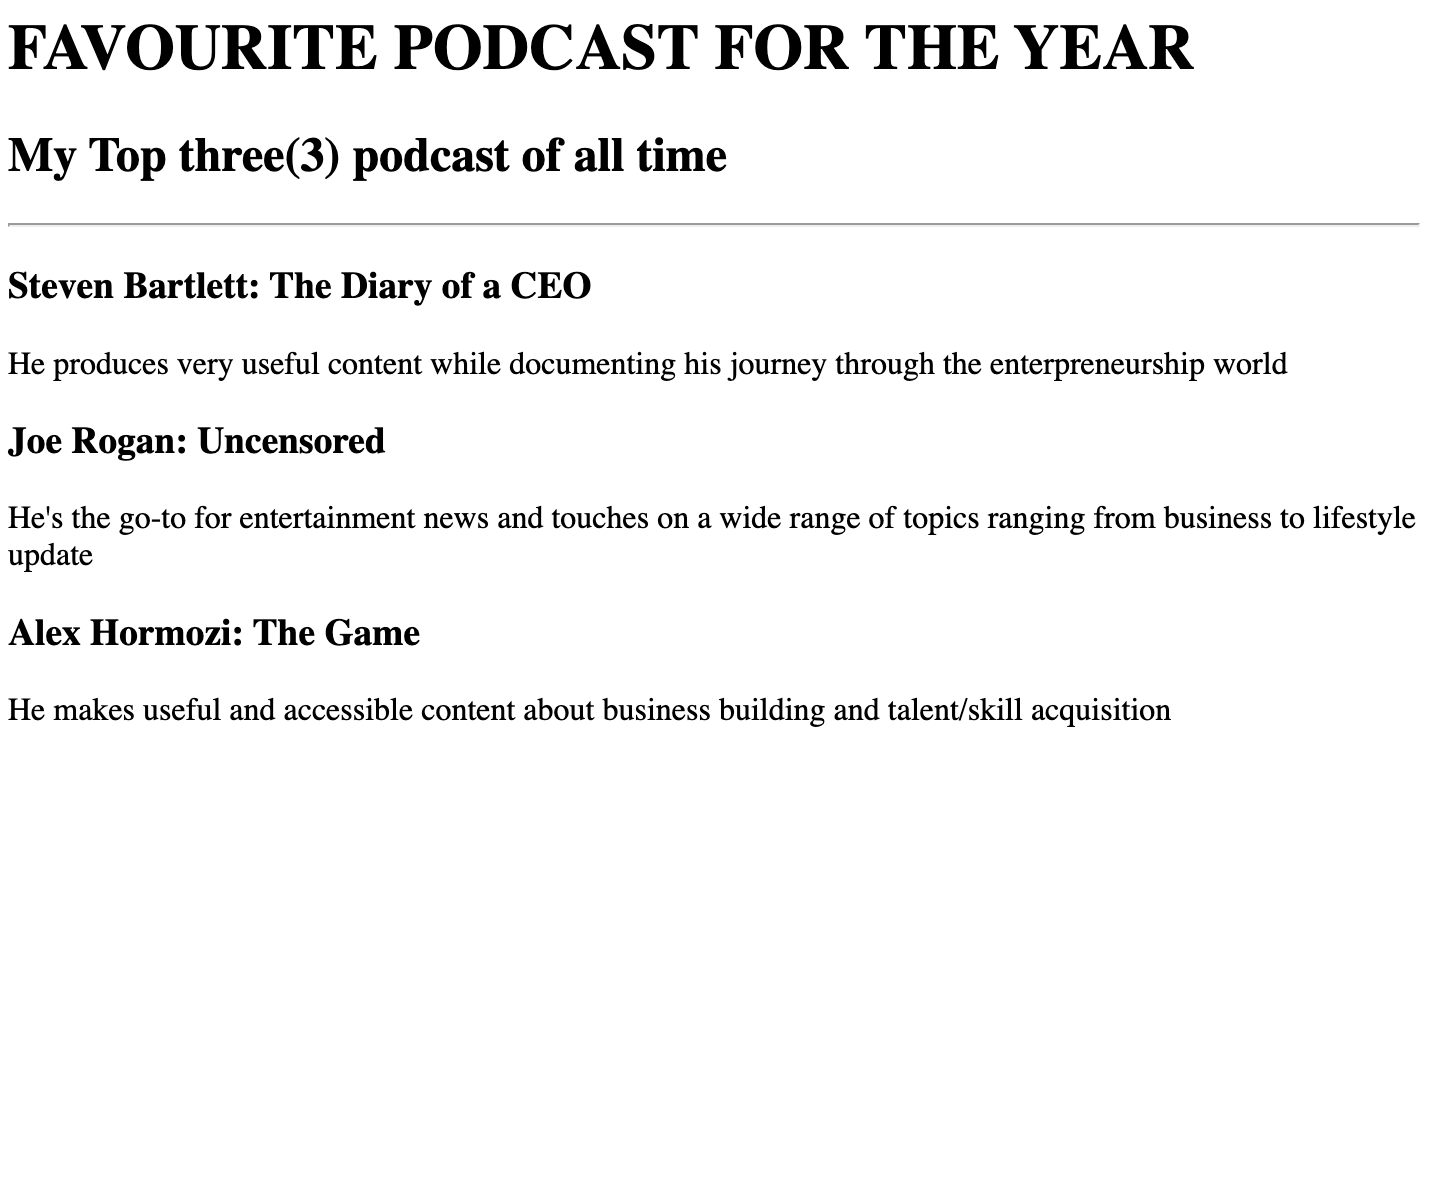 FAVOURITE PODCAST FOR THE YEAR
My Top three(3) podcast of all time
Steven Bartlett: The Diary of a CEO
He produces very useful content while documenting his journey through the enterpreneurship world
Joe Rogan: Uncensored
He's the go-to for entertainment news and touches on a wide range of topics ranging from business to lifestyle
update
Alex Hormozi: The Game
He makes useful and accessible content about business building and talent/skill acquisition